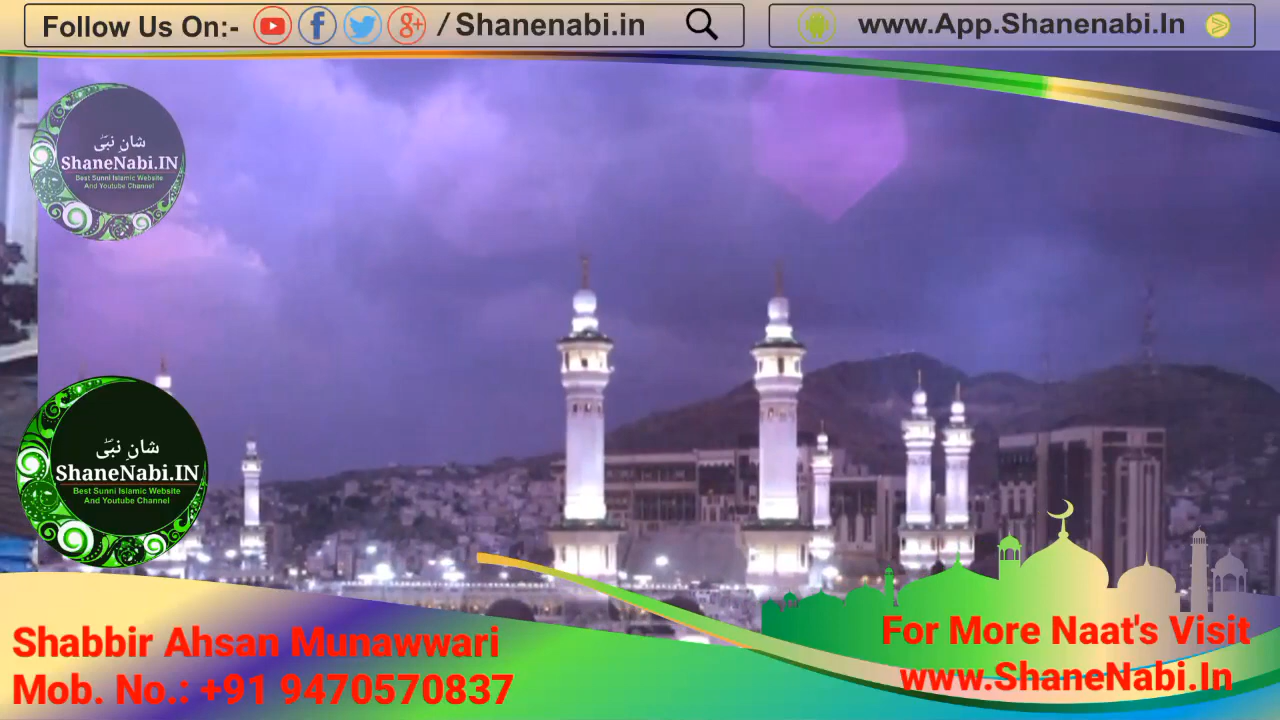 Follow Us On:- f g+ / Shanenabi.in
www.App.Shanenabi.In
شانِ نبیؐ
ShaneNabi.IN
Best Sunni Islamic Website
And Youtube Channel
شانِ نبیؐ
ShaneNabi.IN
Best Sunni Islamic Website
And Youtube Channel
Shabbir Ahsan Munawwari
Mob. No.: +91 9470570837
For More Naat's Visit
www.ShaneNabi.In